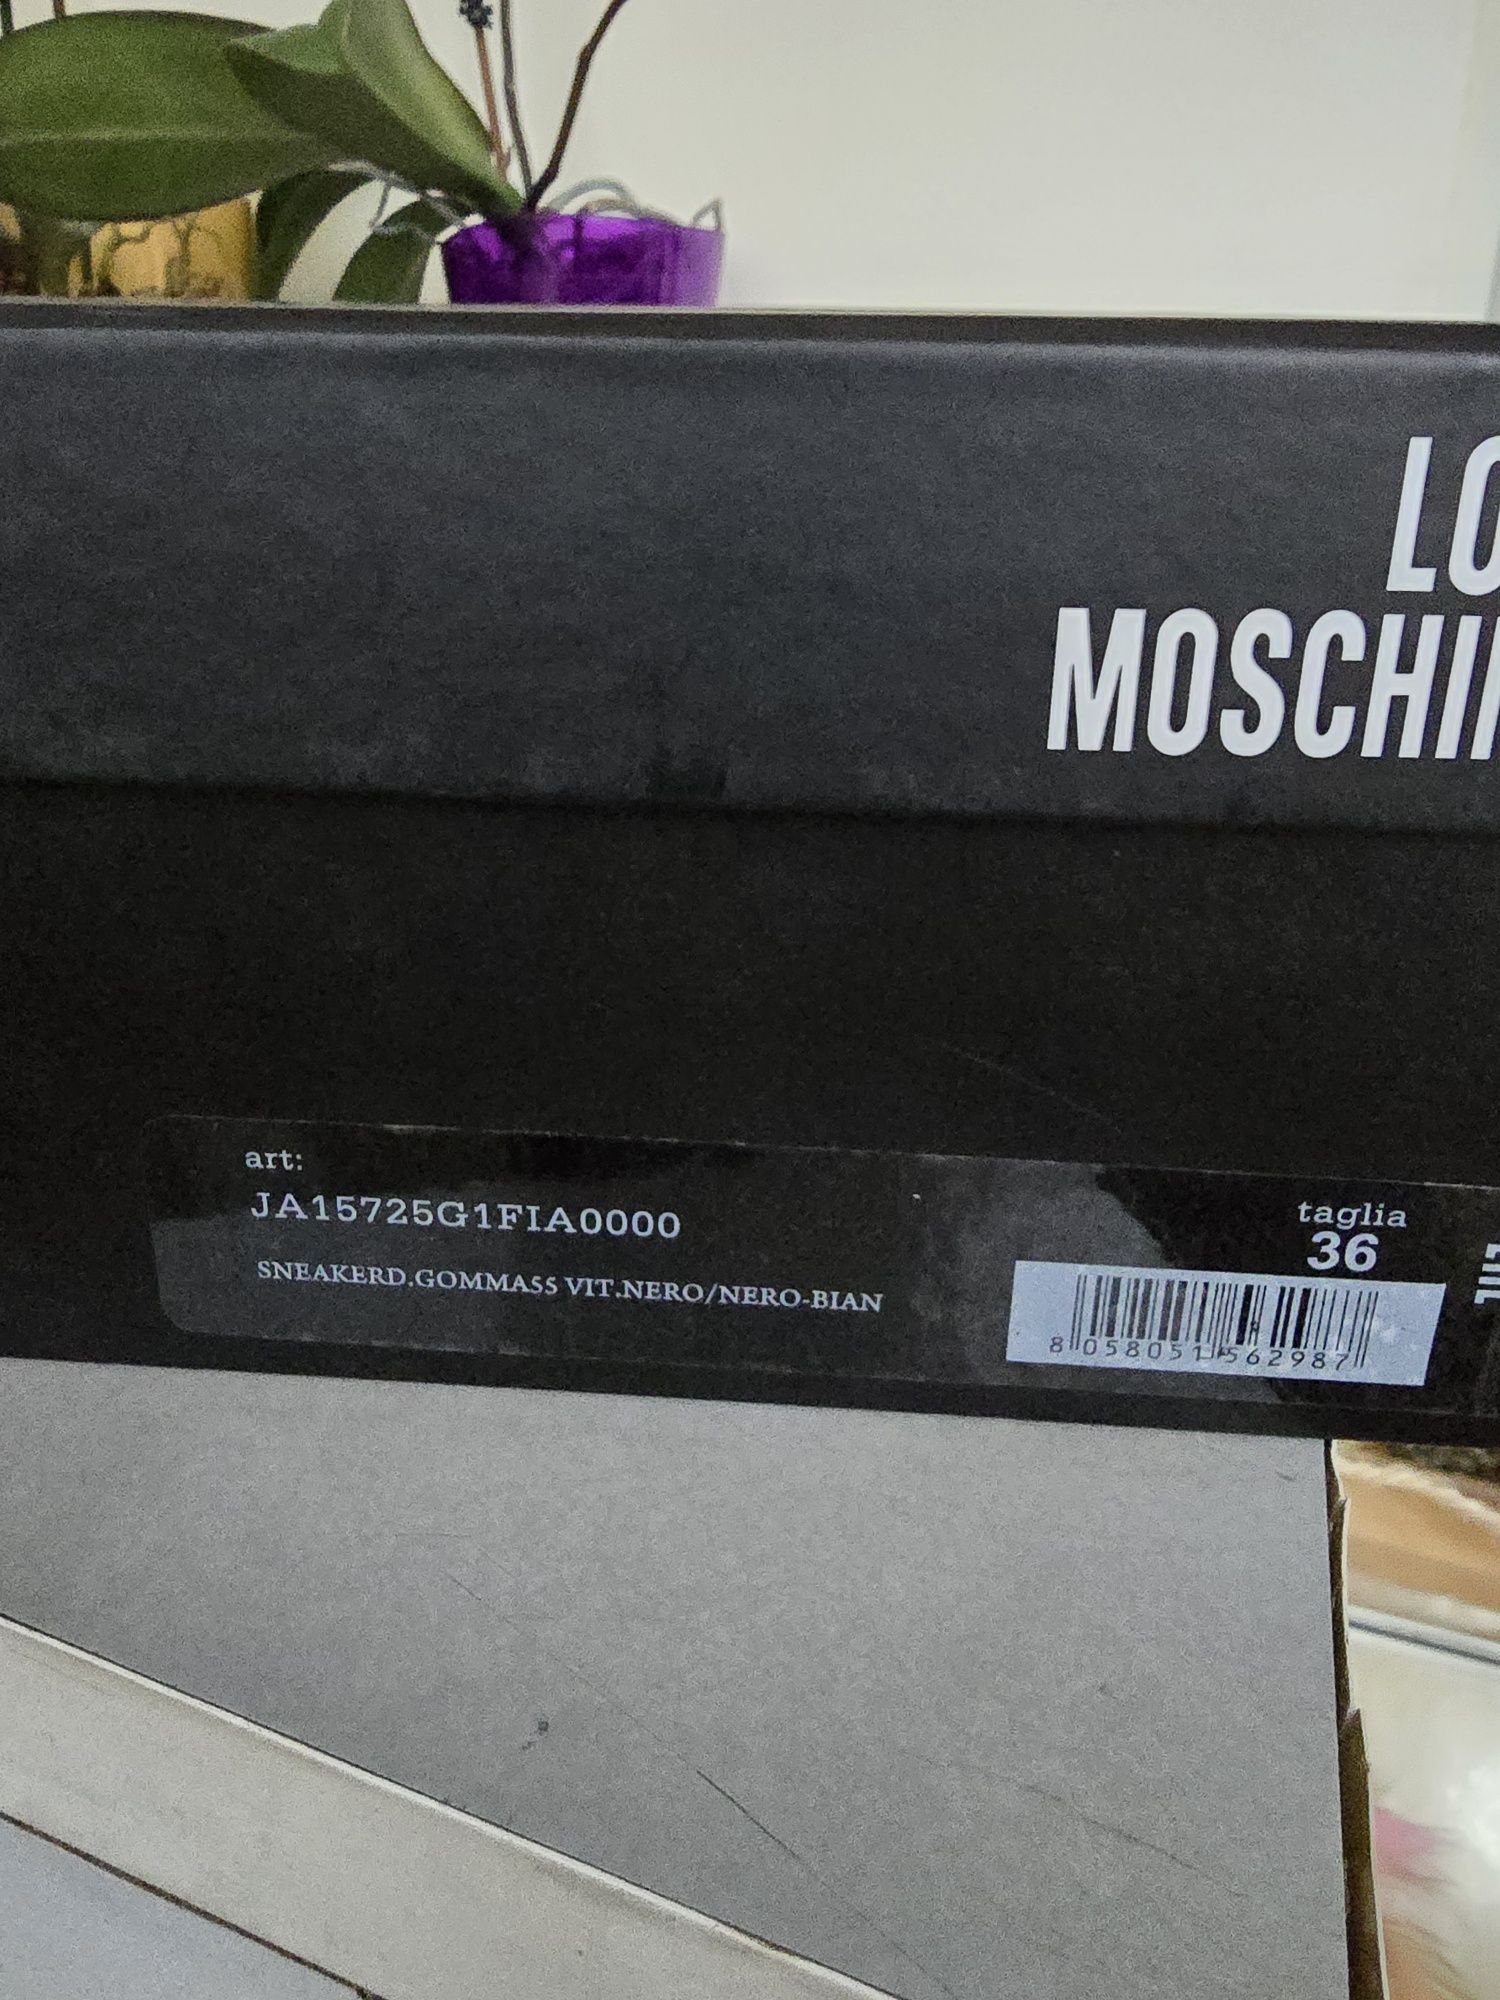 LO
MOSCHI
art:
JA15725G1FIA0000
SNEAKERD.GOMMA55 VIT.NERO/NERO-BIAN
taglia
36
8 058051 562987